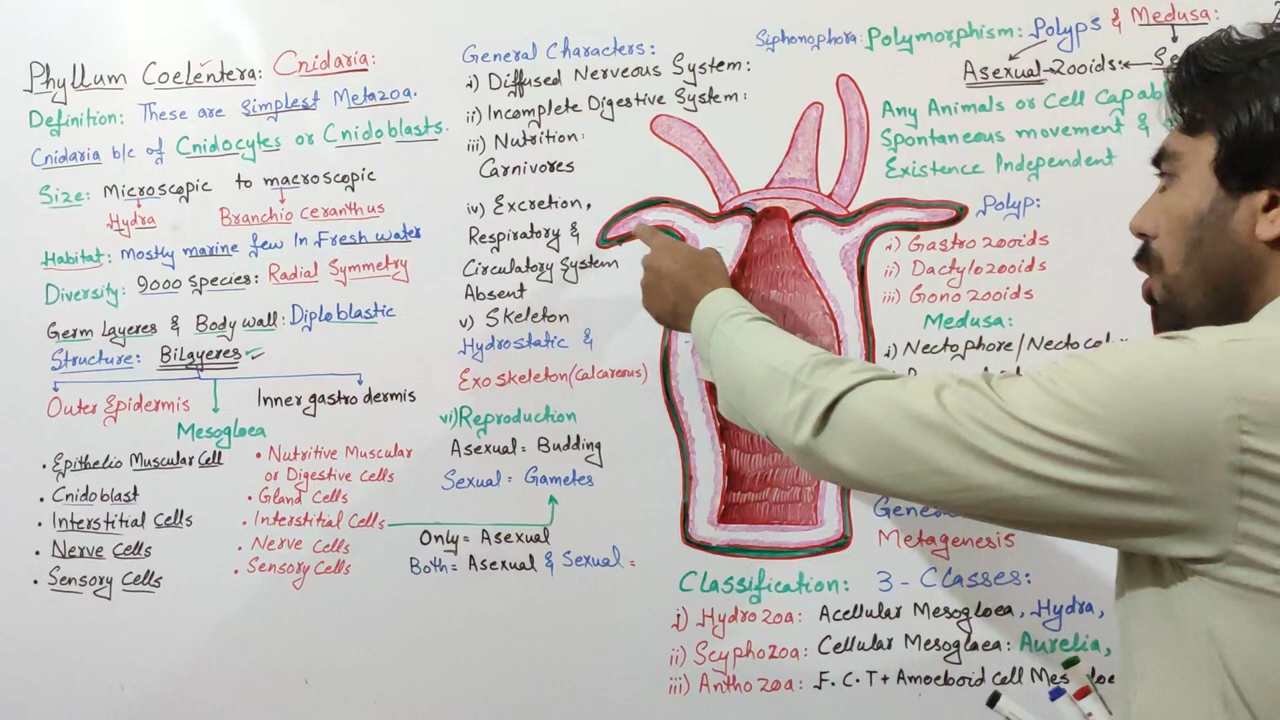 Phyllum Coelentera: Cnidaria:
Definition: These are simplest Metazoa.
Cnidaria b/c of Cnidocytes or Cnidoblasts.
Size: Microscopic to macroscopic
Hydra Branchio ceranthus
Habitat: Mostly marine few In Fresh water
Diversity: 9000 species: Radial Symmetry
Germ Layeres & Body wall: Diploblastic
Structure: BiLayeres
Outer Epidermis
Mesogloea
Inner gastro dermis
• Epithelio Muscular Cell
• Cnidoblast
• Interstitial Cells
• Nerve Cells
• Sensory Cells
• Nutritive Muscular
or Digestive Cells
• Gland Cells
• Interstitial Cells
• Nerve Cells
• Sensory Cells
General Characters:
i) Diffused Nerveous System:
ii) Incomplete Digestive System:
iii) Nutrition:
Carnivores
iv) Excretion,
Respiratory &
Circulatory System
Absent
v) Skeleton
Hydrostatic &
Exo skeleton (calcareous)
vi) Reproduction
Asexual = Budding
Sexual = Gametes
Only = Asexual
Both = Asexual & Sexual =
Siphonophora: Polymorphism: Polyps & Medusa:
Asexual Zooids:
Any Animals or Cell
Spontaneous movement &
Existence Independent
Polyp:
i) Gastro zooids
ii) Dactylozooids
iii) Gono zooids
Medusa:
i) Nectophore/
Metagenesis
Classification: 3 - Classes:
i) Hydrozoa: Acellular Mesogloea, Hydra,
ii) Scyphozoa: Cellular Mesogloea: Aurelia,
iii) Anthozoa: F. C. T + Amoeboid cell